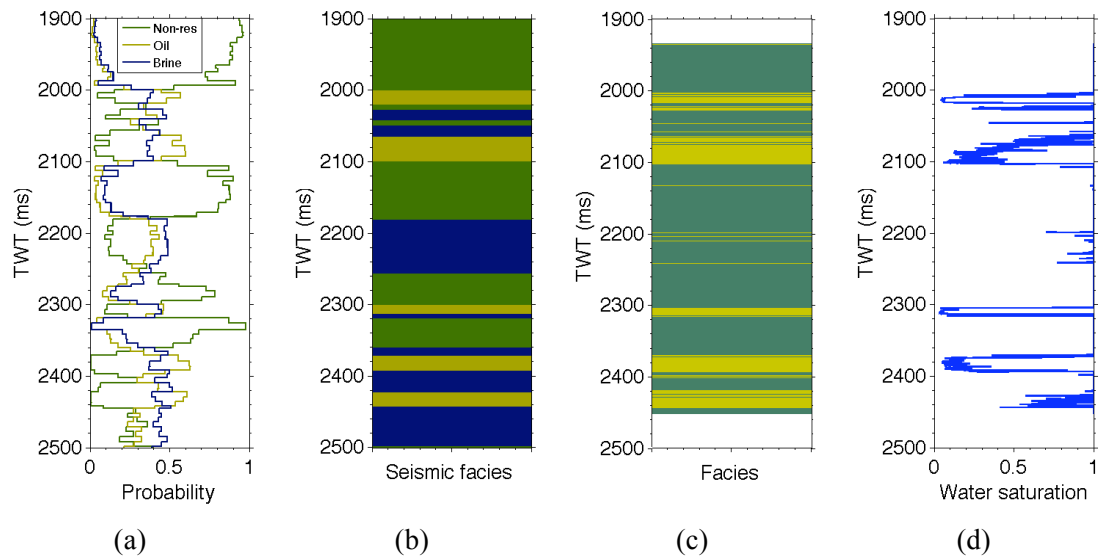 Non-res
Oil
Brine
TWT (ms)
1900
2000
2100
2200
2300
2400
2500
0 0.5 1
Probability
(a)
TWT (ms)
1900
2000
2100
2200
2300
2400
2500
Seismic facies
(b)
TWT (ms)
1900
2000
2100
2200
2300
2400
2500
Facies
(c)
TWT (ms)
1900
2000
2100
2200
2300
2400
2500
0 0.5 1
Water saturation
(d)